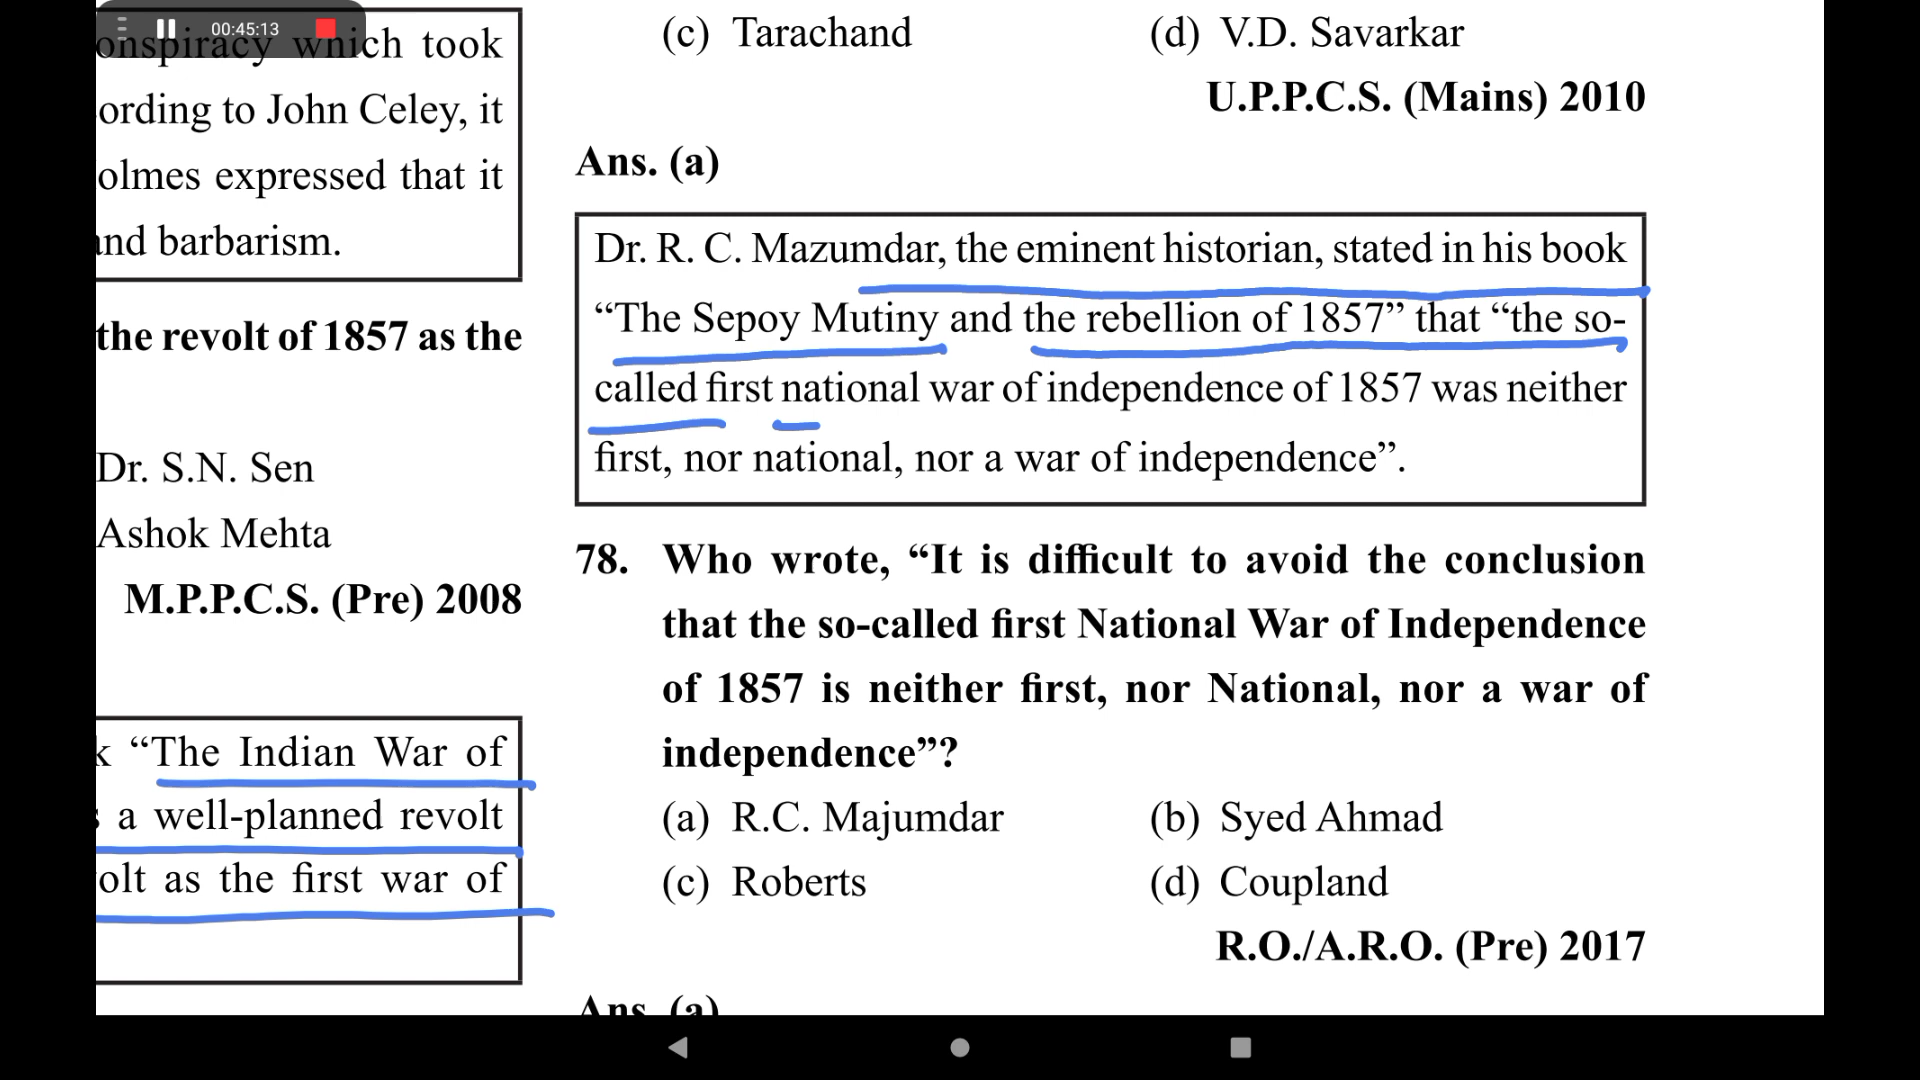 00:45:13
onspiracy which took
ording to John Celey, it
olmes expressed that it
and barbarism.
the revolt of 1857 as the
Dr. S.N. Sen
Ashok Mehta
M.P.P.C.S. (Pre) 2008
k “The Indian War of
s a well-planned revolt
olt as the first war of
(c) Tarachand (d) V.D. Savarkar
U.P.P.C.S. (Mains) 2010
Ans. (a)
Dr. R. C. Mazumdar, the eminent historian, stated in his book
“The Sepoy Mutiny and the rebellion of 1857” that “the so-
called first national war of independence of 1857 was neither
first, nor national, nor a war of independence”.
78. Who wrote, “It is difficult to avoid the conclusion
that the so-called first National War of Independence
of 1857 is neither first, nor National, nor a war of
independence”?
(a) R.C. Majumdar (b) Syed Ahmad
(c) Roberts (d) Coupland
R.O./A.R.O. (Pre) 2017
Ans. (a)